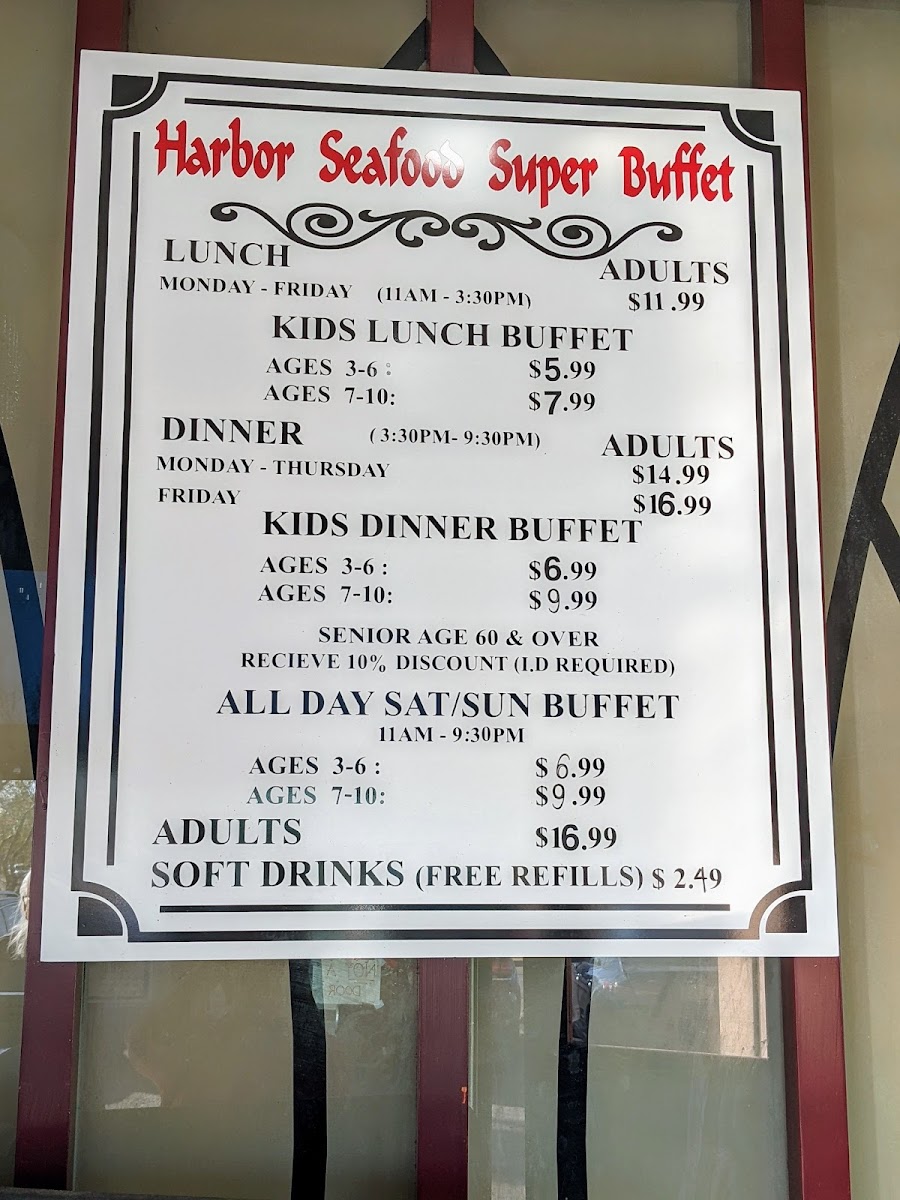 Harbor Seafood Super Buffet
LUNCH ADULTS
MONDAY - FRIDAY (11AM - 3:30PM) $11.99
KIDS LUNCH BUFFET
AGES 3-6 : $5.99
AGES 7-10: $7.99
DINNER (3:30PM- 9:30PM) ADULTS
MONDAY - THURSDAY $14.99
FRIDAY $16.99
KIDS DINNER BUFFET
AGES 3-6 : $6.99
AGES 7-10: $9.99
SENIOR AGE 60 & OVER
RECIEVE 10% DISCOUNT (I.D REQUIRED)
ALL DAY SAT/SUN BUFFET
11AM - 9:30PM
AGES 3-6 : $6.99
AGES 7-10: $9.99
ADULTS $16.99
SOFT DRINKS (FREE REFILLS) $ 2.49
NOT A
DOOR